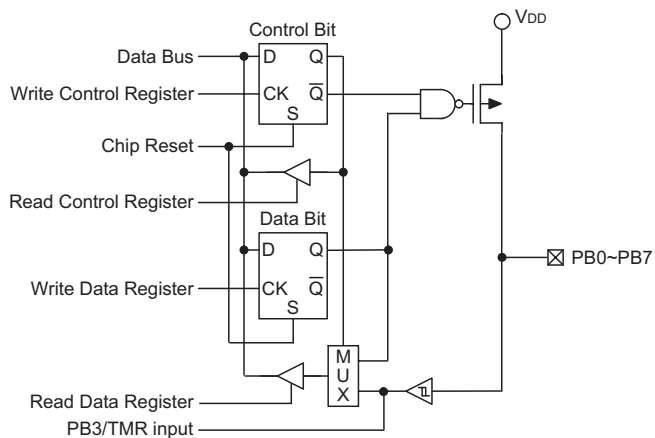 Control Bit
VDD
Data Bus
D Q
Write Control Register
CK Q
S
Chip Reset
Read Control Register
Data Bit
D Q
PB0~PB7
Write Data Register
CK Q
S
M
U
X
Read Data Register
PB3/TMR input